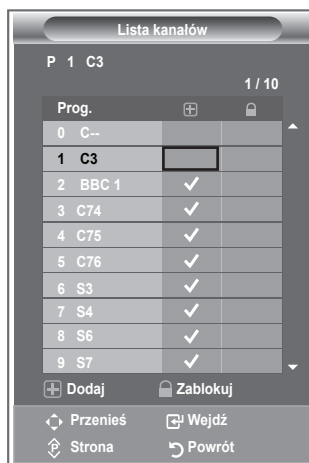 Lista kanałów
P 1 C3
1 / 10
Prog.
0 C--
1 C3
2 BBC 1
3 C74
4 C75
5 C76
6 S3
7 S4
8 S6
9 S7
Dodaj Zablokuj
Przenieś Wejdź
Strona Powrót